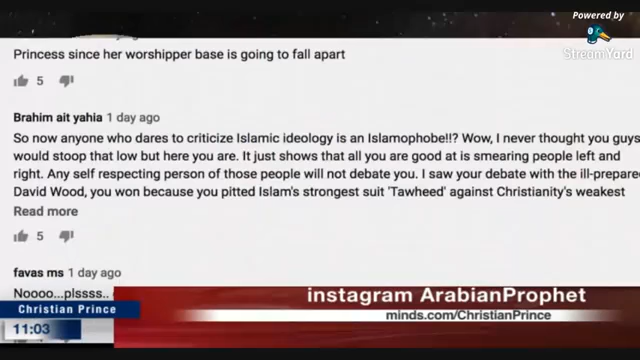 Powered by
StreamYard
Princess since her worshipper base is going to fall apart
5
Brahim ait yahia 1 day ago
So now anyone who dares to criticize Islamic ideology is an Islamophobe!!? Wow, I never thought you guys
would stoop that low but here you are. It just shows that all you are good at is smearing people left and
right. Any self respecting person of those people will not debate you. I saw your debate with the ill-prepared
David Wood, you won because you pitted Islam's strongest suit 'Tawheed' against Christianity's weakest
Read more
5
favas ms 1 day ago
Noooo...plssss..
instagram ArabianProphet
Christian Prince
minds.com/ChristianPrince
11:03